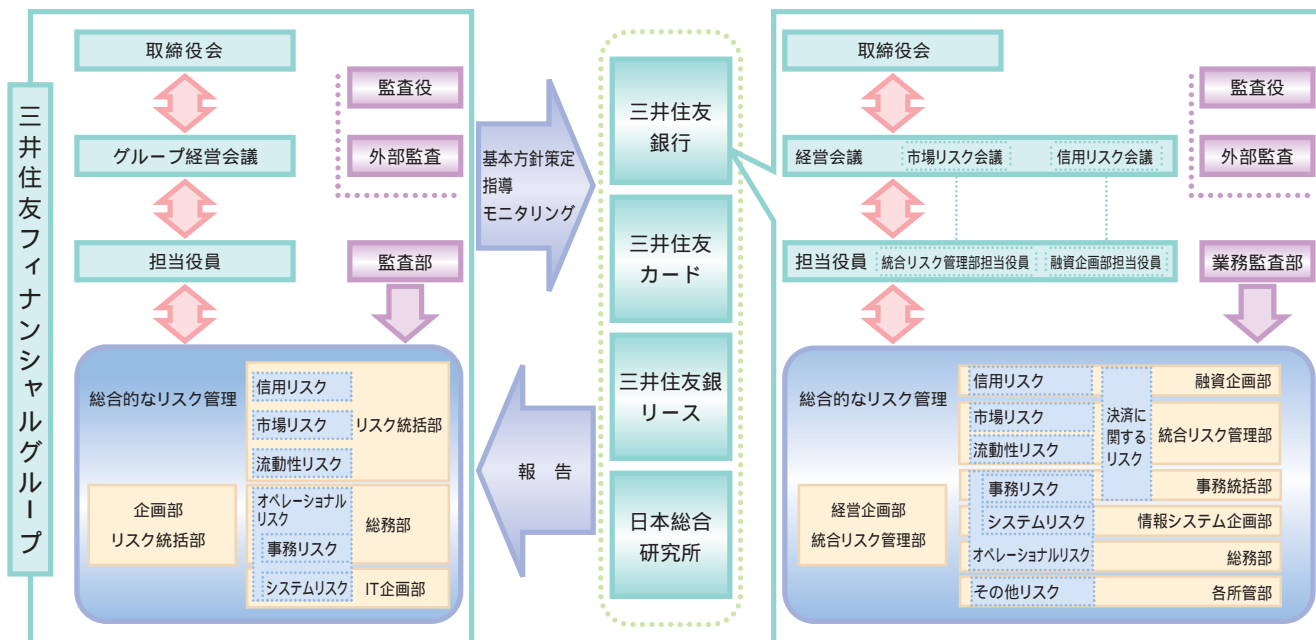 三井住友フィナンシャルグループ
取締役会
監査役
グループ経営会議
外部監査
担当役員
監査部
総合的なリスク管理
信用リスク
市場リスク
流動性リスク
リスク統括部
企画部
リスク統括部
オペレーショナル
リスク
事務リスク
総務部
システムリスク
IT企画部
基本方針策定
指導
モニタリング
報 告
三井住友
銀行
三井住友
カード
三井住友銀
リース
日本総合
研究所
取締役会
監査役
経営会議
市場リスク会議
信用リスク会議
外部監査
担当役員
統合リスク管理部担当役員
融資企画部担当役員
業務監査部
総合的なリスク管理
経営企画部
統合リスク管理部
信用リスク
融資企画部
市場リスク
流動性リスク
決済に
関する
リスク
統合リスク管理部
事務リスク
事務統括部
システムリスク
情報システム企画部
オペレーショナルリスク
総務部
その他リスク
各所管部